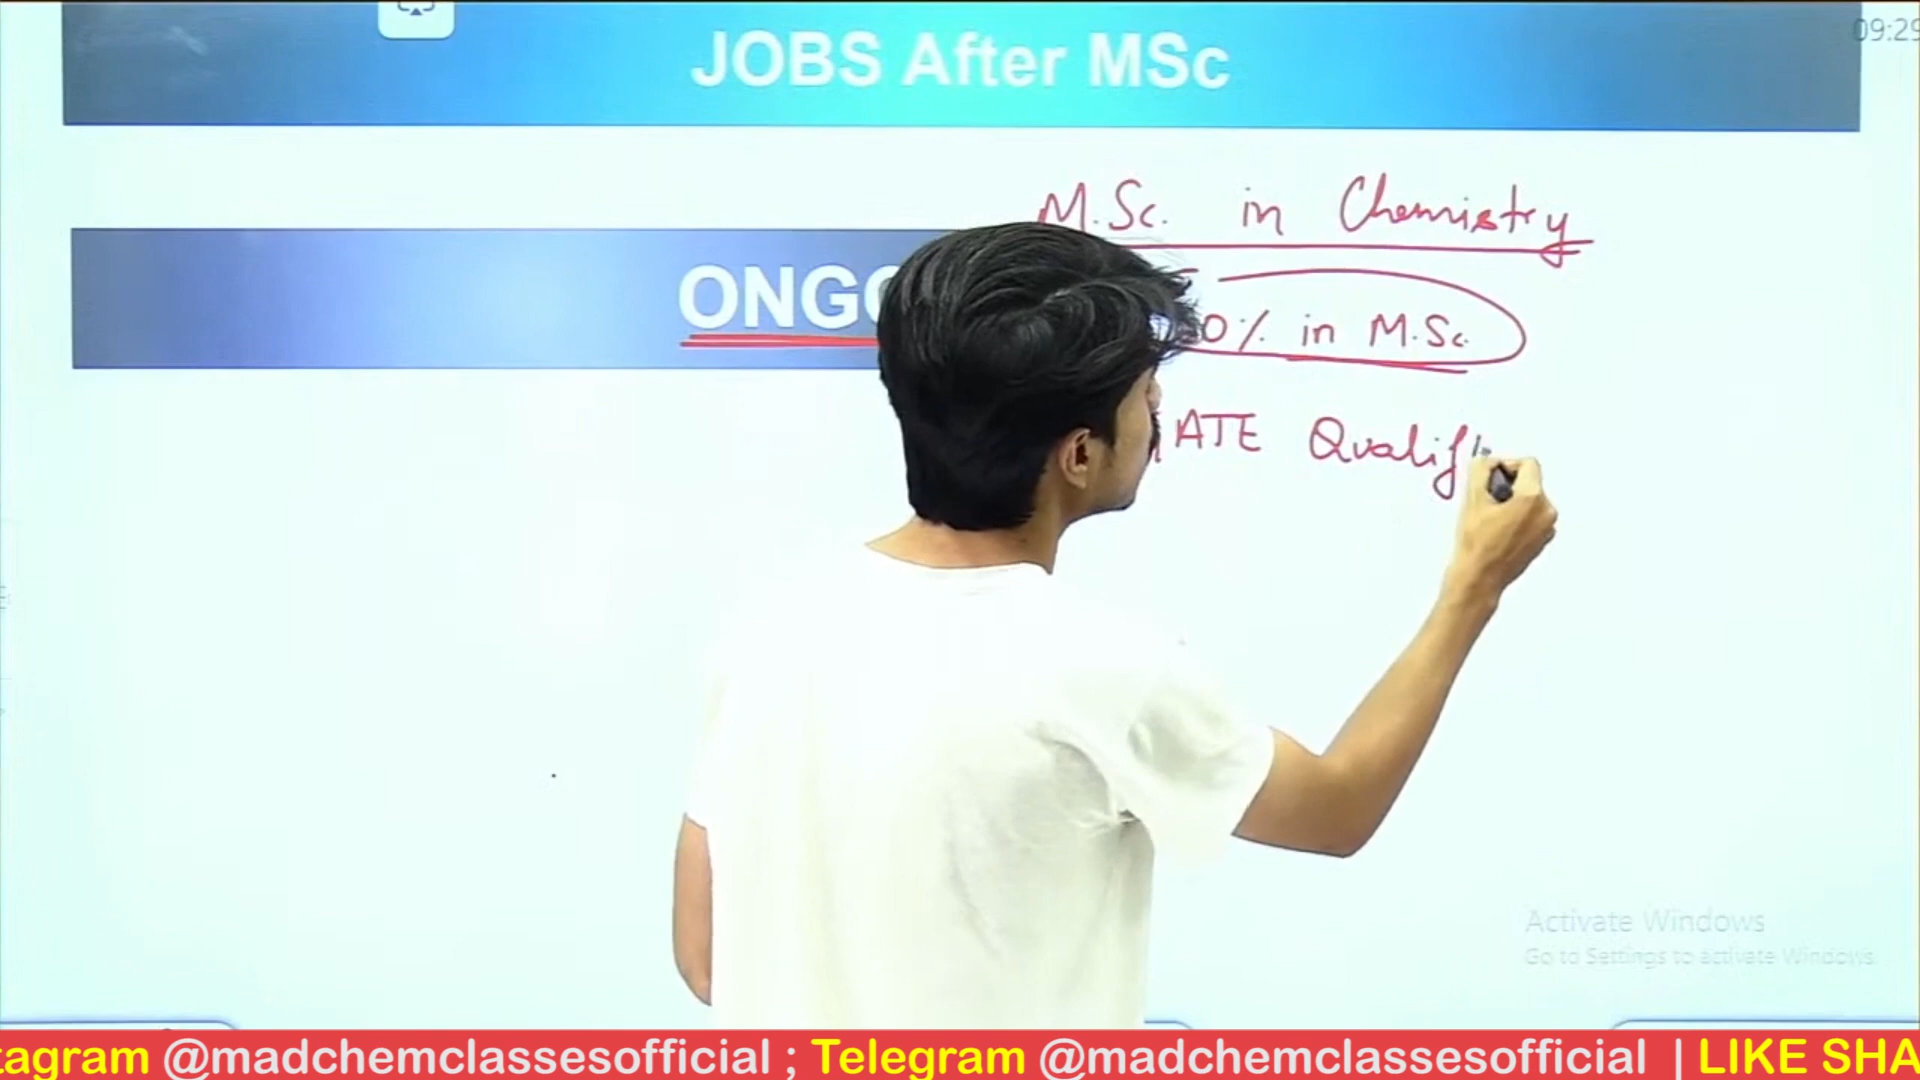 JOBS After MSc
09:29
M.Sc. in Chemistry
ONGC
0% in M.Sc.
ATE Qualifi
Activate Windows
Go to Settings to activate Windows.
tagram @madchemclassesofficial ; Telegram @madchemclassesofficial | LIKE SHA